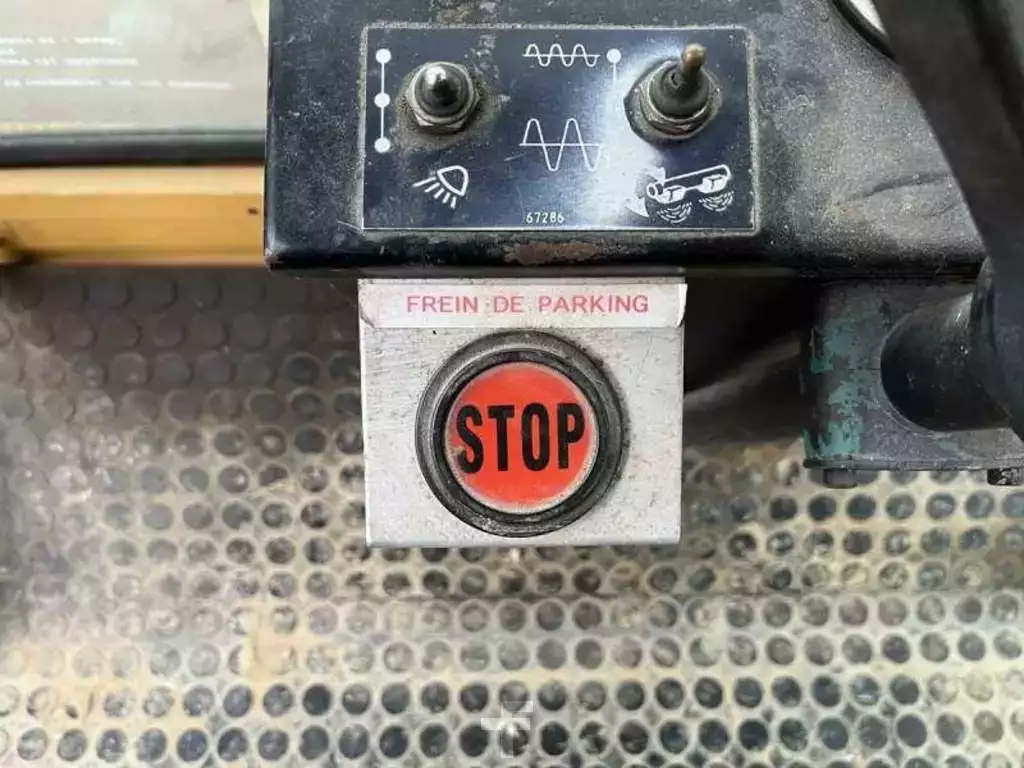 67286
FREIN DE PARKING
STOP